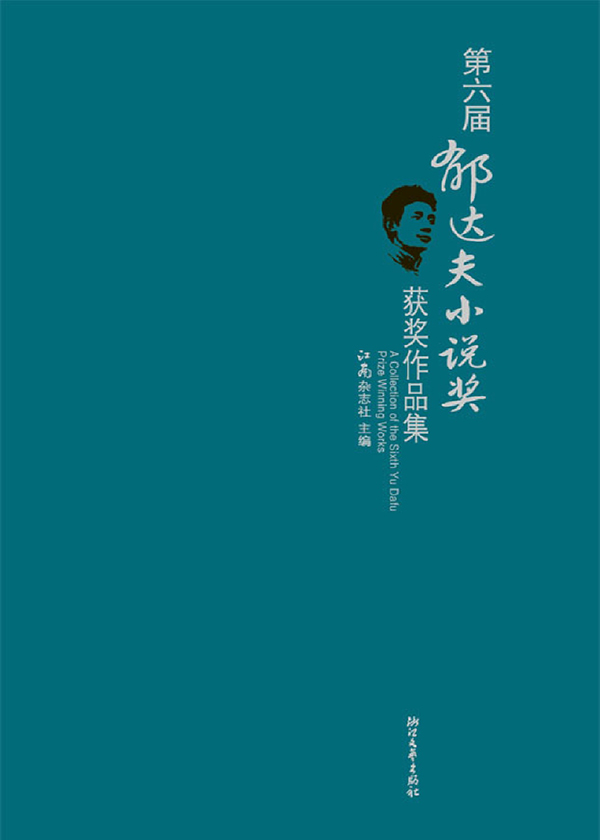 第六届
郁达夫小说奖
获奖作品集
A Collection of the Sixth Yu Dafu
Prize Winning Works
江南杂志社 主编
浙江文艺出版社